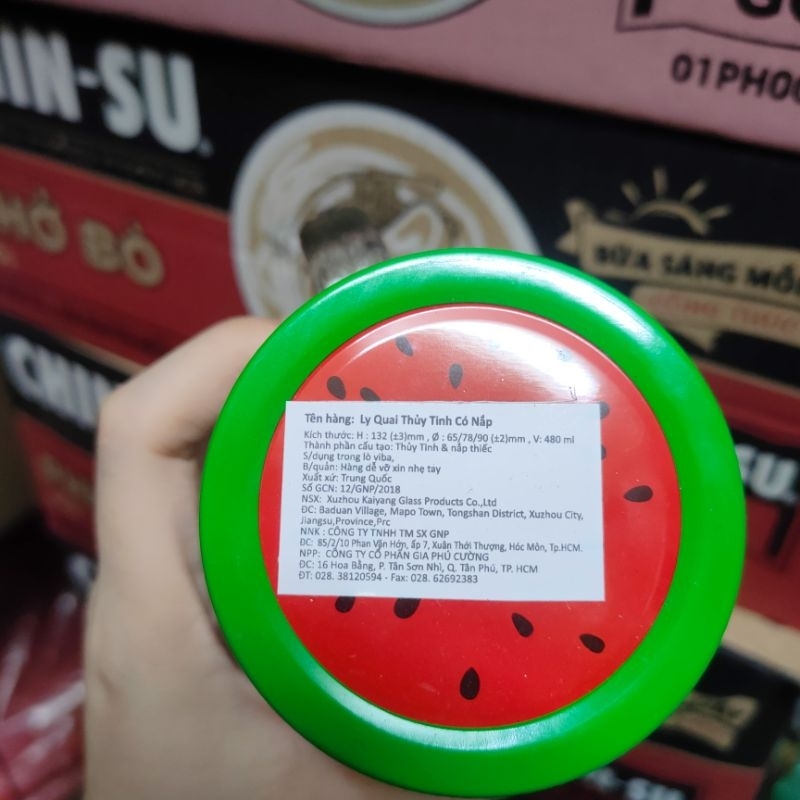 01PH00
CHIN-SU
PHỞ BÒ
BỮA SÁNG MỖI
Tên hàng: Ly Quai Thủy Tinh Có Nắp
Kích thước: H : 132 (±3)mm , Ø : 65/78/90 (±2)mm , V: 480 ml
Thành phần cấu tạo: Thủy Tinh & nắp thiếc
S/dụng trong lò viba,
B/quản: Hàng dễ vỡ xin nhẹ tay
Xuất xứ: Trung Quốc
Số GCN: 12/GNP/2018
NSX: Xuzhou Kaiyang Glass Products Co.,Ltd
ĐC: Baduan Village, Mapo Town, Tongshan District, Xuzhou City,
Jiangsu,Province,Prc
NNK : CÔNG TY TNHH TM SX GNP
ĐC: 85/2/10 Phan Văn Hớn, ấp 7, Xuân Thới Thượng, Hóc Môn, Tp.HCM.
NPP: CÔNG TY CỔ PHẦN GIA PHÚ CƯỜNG
ĐC: 16 Hoa Bằng, P. Tân Sơn Nhì, Q. Tân Phú, TP. HCM
ĐT: 028. 38120594 - Fax: 028. 62692383